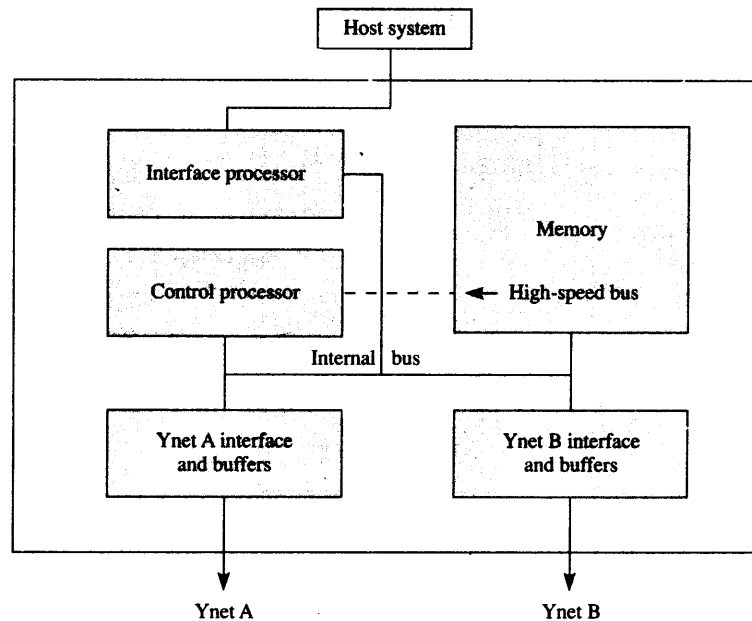 Host system
Interface processor
Memory
Control processor
High-speed bus
Internal bus
Ynet A interface
and buffers
Ynet B interface
and buffers
Ynet A
Ynet B